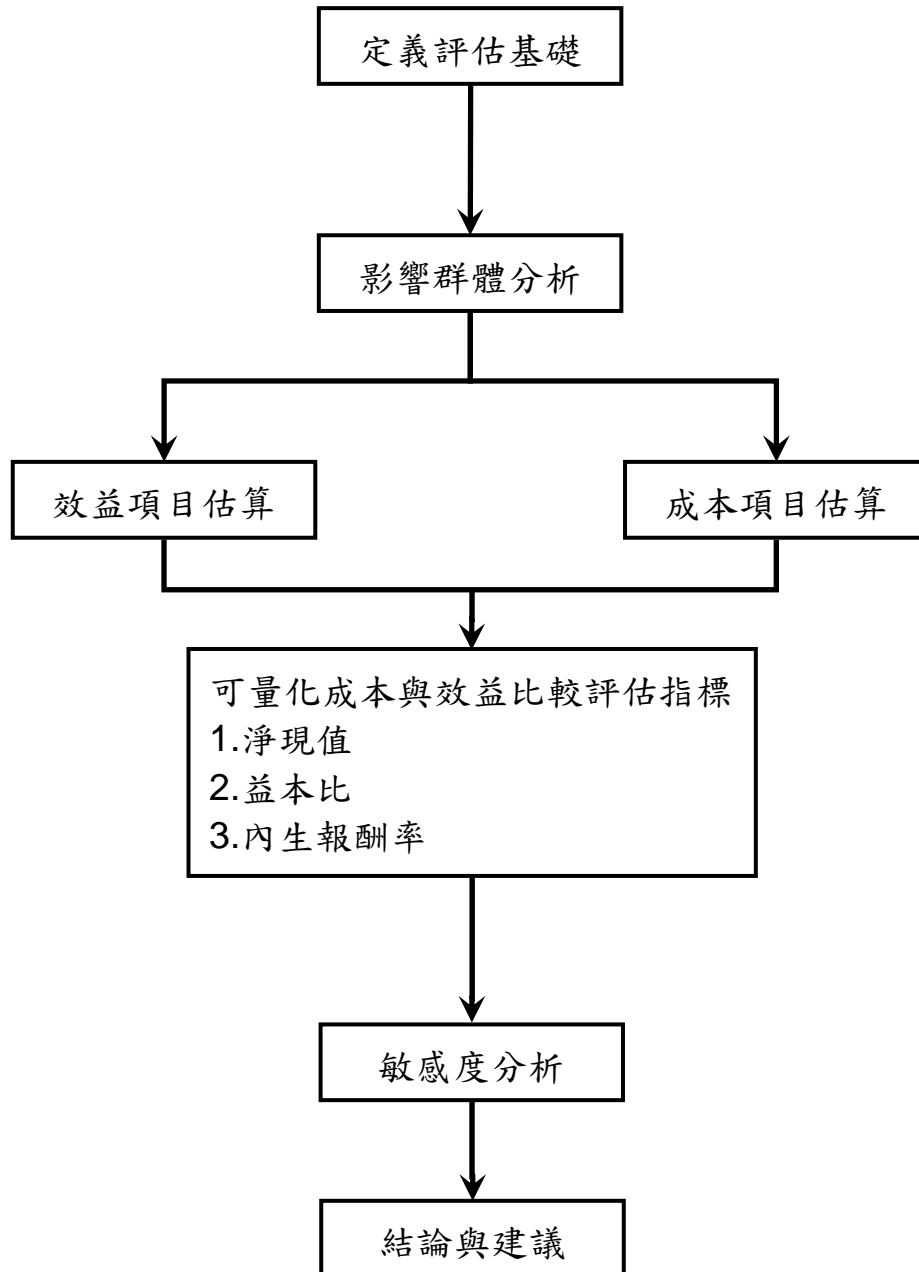 定義評估基礎
影響群體分析
效益項目估算
成本項目估算
可量化成本與效益比較評估指標
1.淨現值
2.益本比
3.內生報酬率
敏感度分析
結論與建議